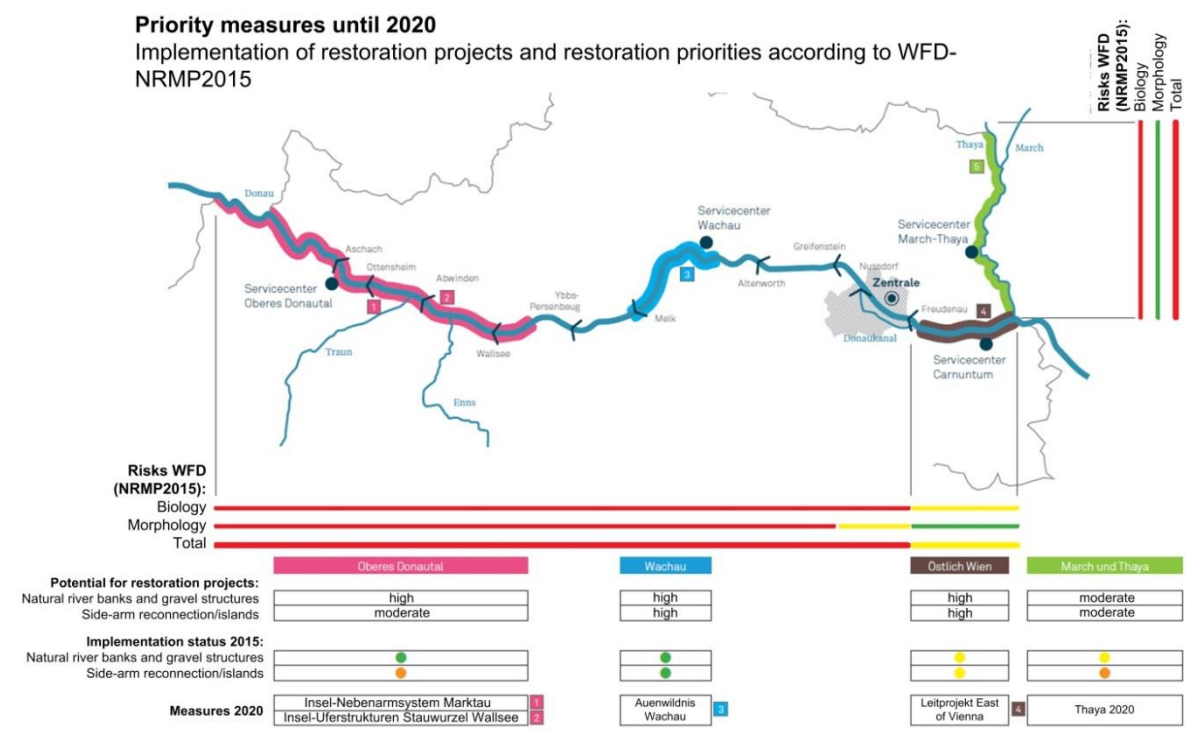 Priority measures until 2020
Implementation of restoration projects and restoration priorities according to WFD-
NRMP2015
Risks WFD
(NRMP2015):
Biology
Morphology
Total
Thaya
March
5
Donau
Servicecenter
Wachau
Servicecenter
March-Thaya
Aschach
Greifenstein
Ottensheim
Nussdorf
Abwinden
3
Servicecenter
Oberes Donautal
Altenworth
Zentrale
1
2
Ybbs-
Persenbeug
Melk
Freudenau
4
Donaukanal
Traun
Wallsee
Servicecenter
Carnuntum
Enns
Risks WFD
(NRMP2015):
Biology
Morphology
Total
Oberes Donautal
Wachau
Östlich Wien
March und Thaya
Potential for restoration projects:
Natural river banks and gravel structures
high
high
high
moderate
Side-arm reconnection/islands
moderate
high
high
moderate
Implementation status 2015:
Natural river banks and gravel structures
Side-arm reconnection/islands
Measures 2020
Insel-Nebenarmsystem Marktau
1
Insel-Uferstrukturen Stauwurzel Wallsee
2
Auenwildnis
Wachau
3
Leitprojekt East
of Vienna
4
Thaya 2020